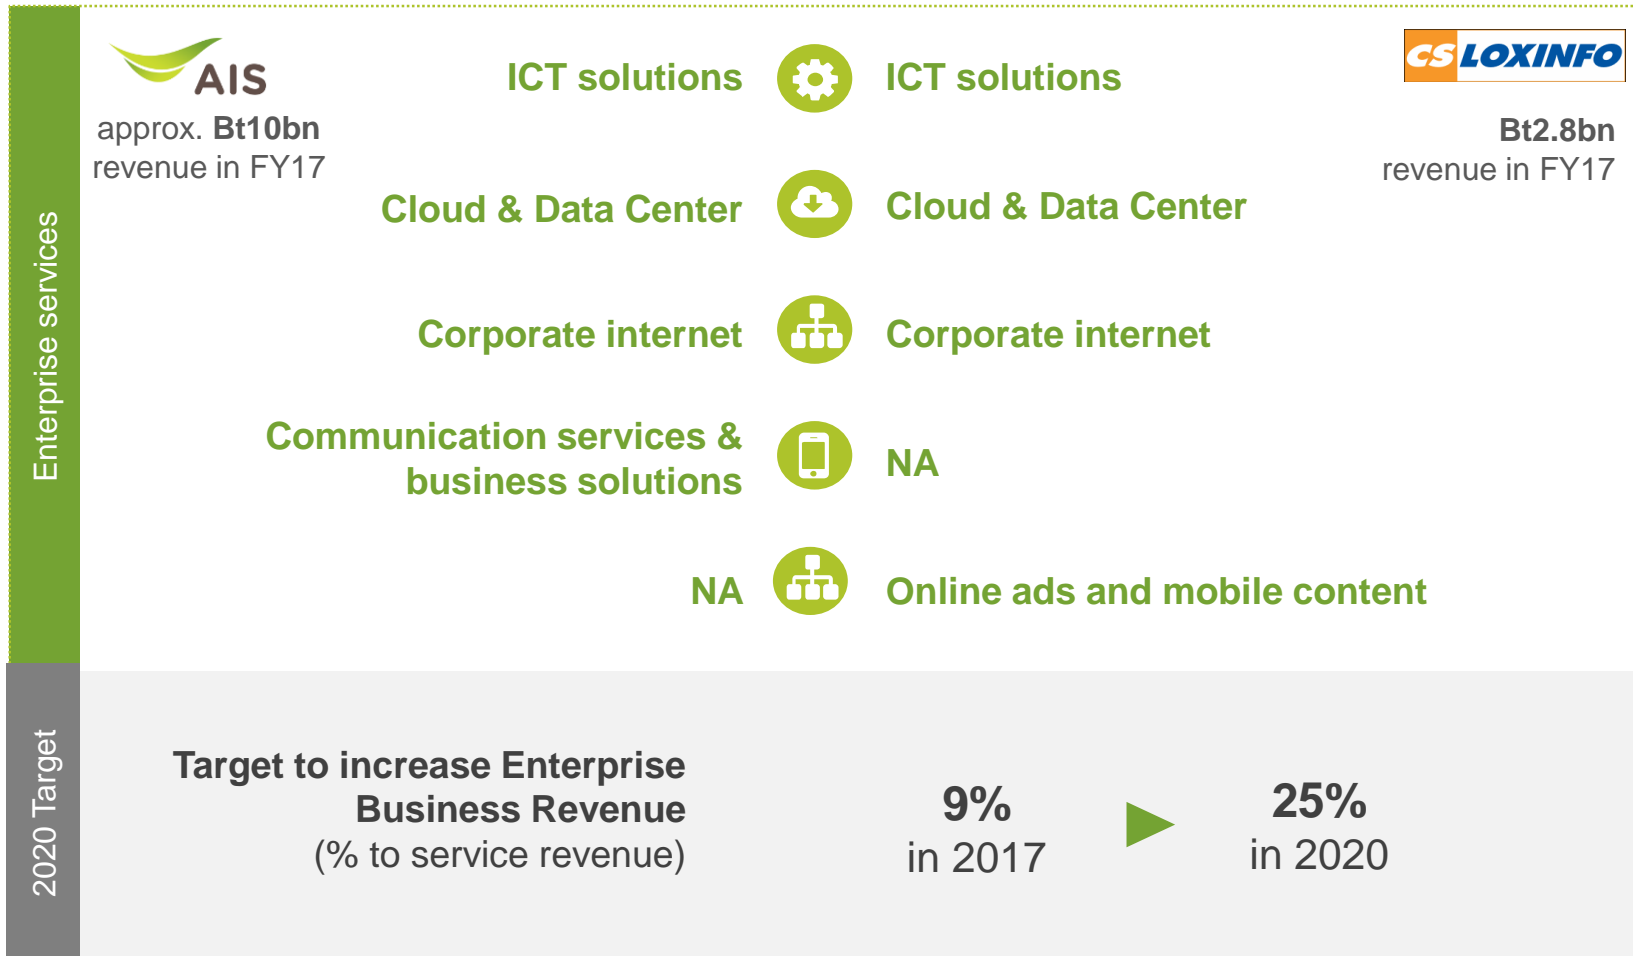 Enterprise services
AIS
approx. Bt10bn
revenue in FY17
ICT solutions
ICT solutions
CS LOXINFO
Bt2.8bn
revenue in FY17
Cloud & Data Center
Cloud & Data Center
Corporate internet
Corporate internet
Communication services &
business solutions
NA
NA
Online ads and mobile content
2020 Target
Target to increase Enterprise
Business Revenue
(% to service revenue)
9%
in 2017
25%
in 2020